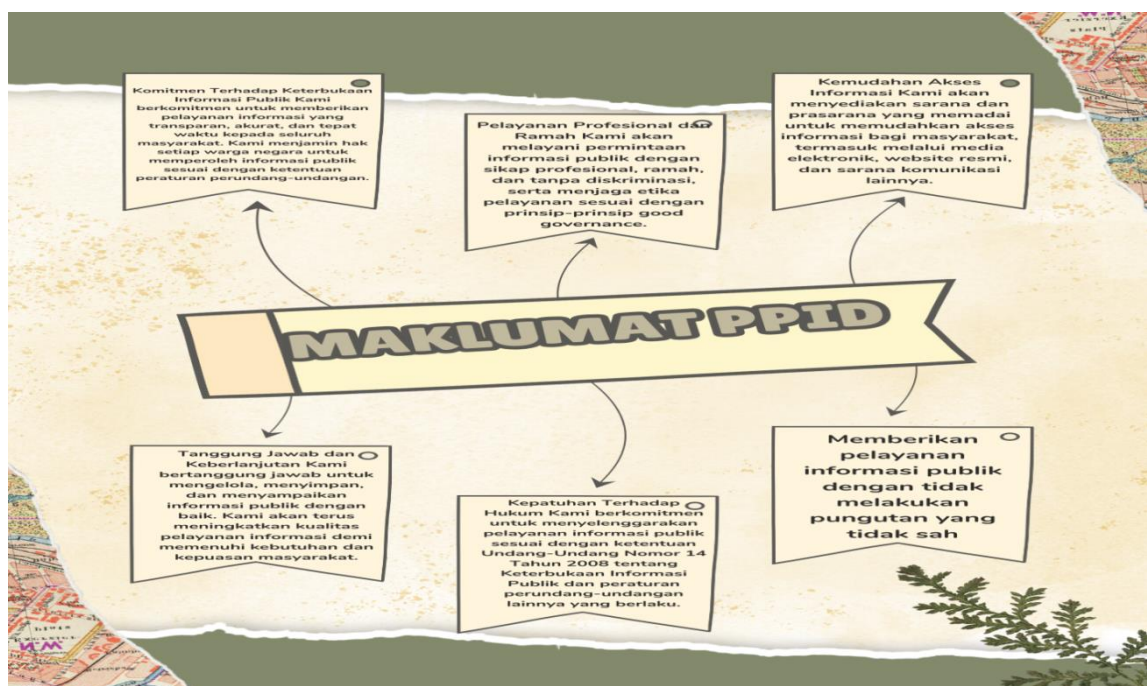 Komitmen Terhadap Keterbukaan
Informasi Publik Kami
berkomitmen untuk memberikan
pelayanan informasi yang
transparan, akurat, dan tepat
waktu kepada seluruh
masyarakat. Kami menjamin hak
setiap warga negara untuk
memperoleh informasi publik
sesuai dengan ketentuan
peraturan perundang-undangan.
Pelayanan Profesional dan
Ramah Kami akan
melayani permintaan
informasi publik dengan
sikap profesional, ramah,
dan tanpa diskriminasi,
serta menjaga etika
pelayanan sesuai dengan
prinsip-prinsip good
governance.
Kemudahan Akses
Informasi Kami akan
menyediakan sarana dan
prasarana yang memadai
untuk memudahkan akses
informasi bagi masyarakat,
termasuk melalui media
elektronik, website resmi,
dan sarana komunikasi
lainnya.
MAKLUMAT PPID
Tanggung Jawab dan
Keberlanjutan Kami
bertanggung jawab untuk
mengelola, menyimpan,
dan menyampaikan
informasi publik dengan
baik. Kami akan terus
meningkatkan kualitas
pelayanan informasi demi
memenuhi kebutuhan dan
kepuasan masyarakat.
Kepatuhan Terhadap
Hukum Kami berkomitmen
untuk menyelenggarakan
pelayanan informasi publik
sesuai dengan ketentuan
Undang-Undang Nomor 14
Tahun 2008 tentang
Keterbukaan Informasi
Publik dan peraturan
perundang-undangan
lainnya yang berlaku.
Memberikan
pelayanan
informasi publik
dengan tidak
melakukan
pungutan yang
tidak sah